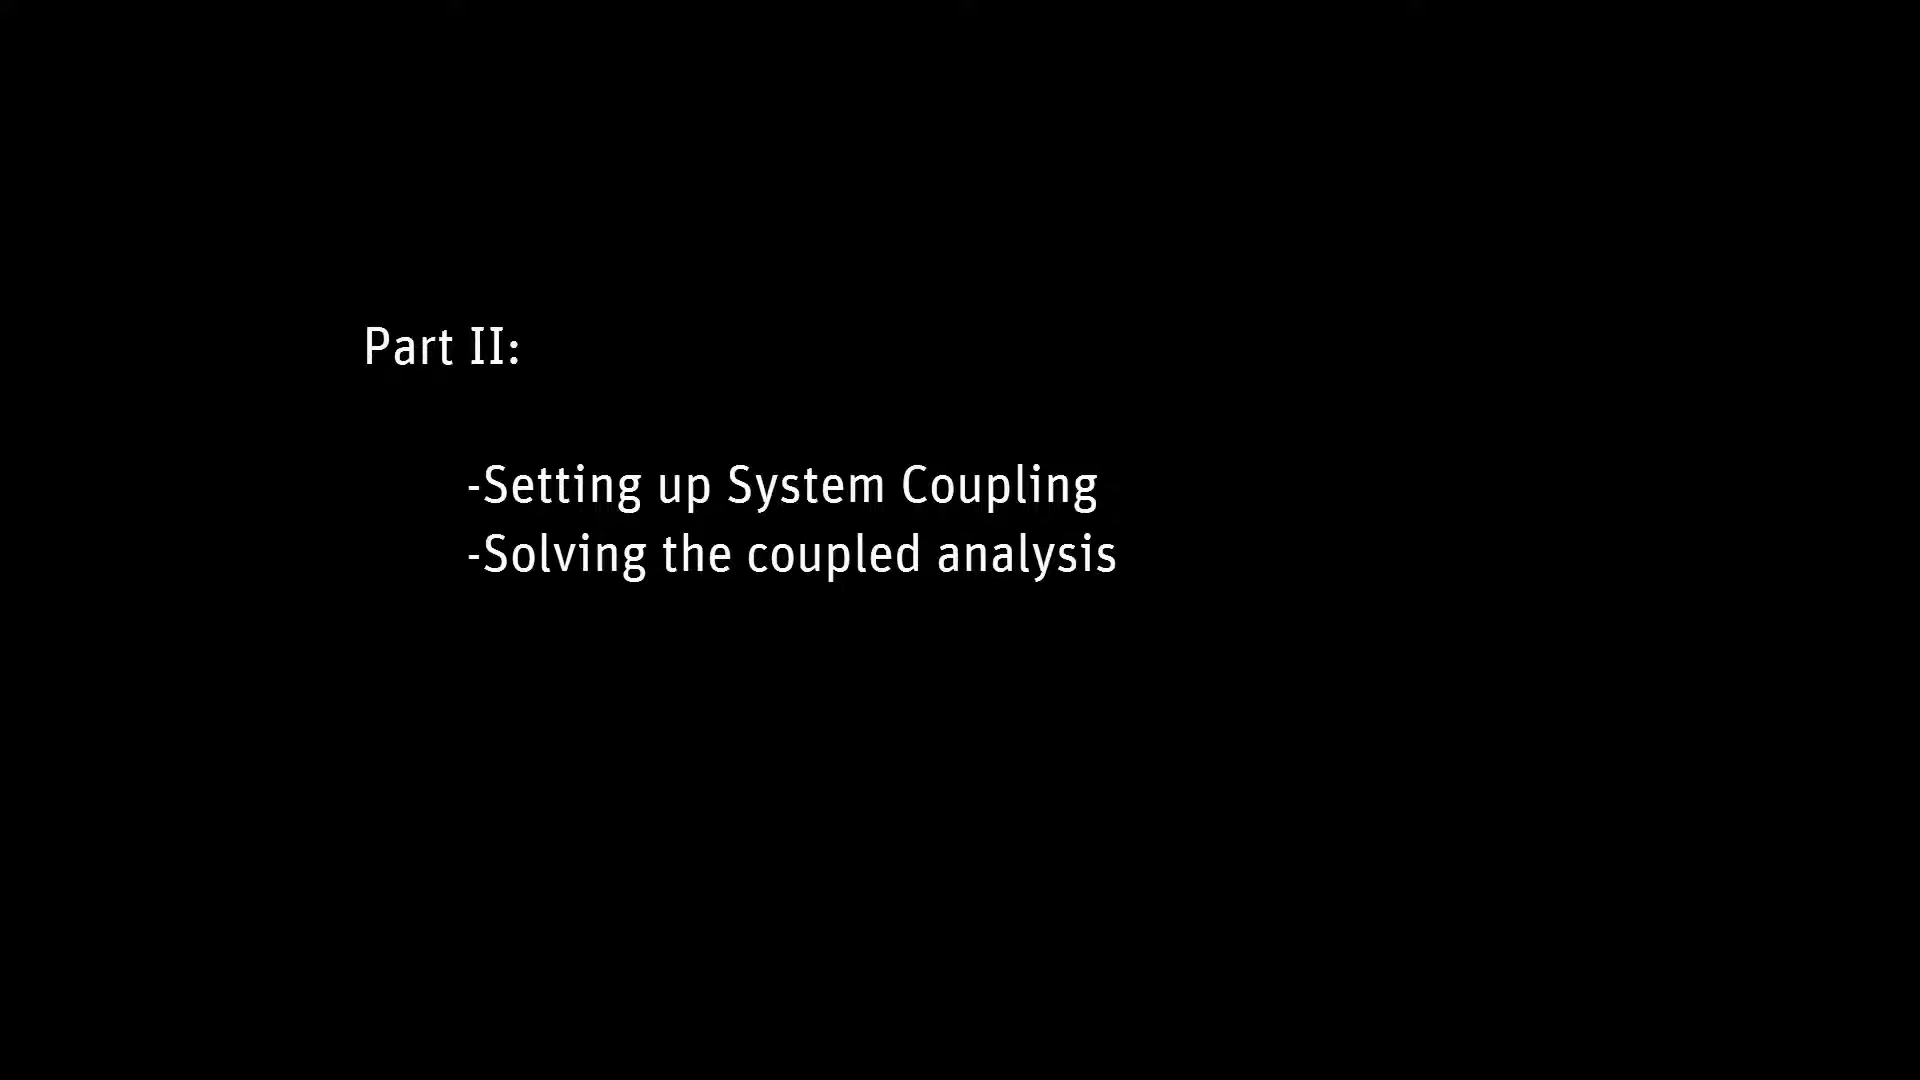 Part II:
-Setting up System Coupling
-Solving the coupled analysis